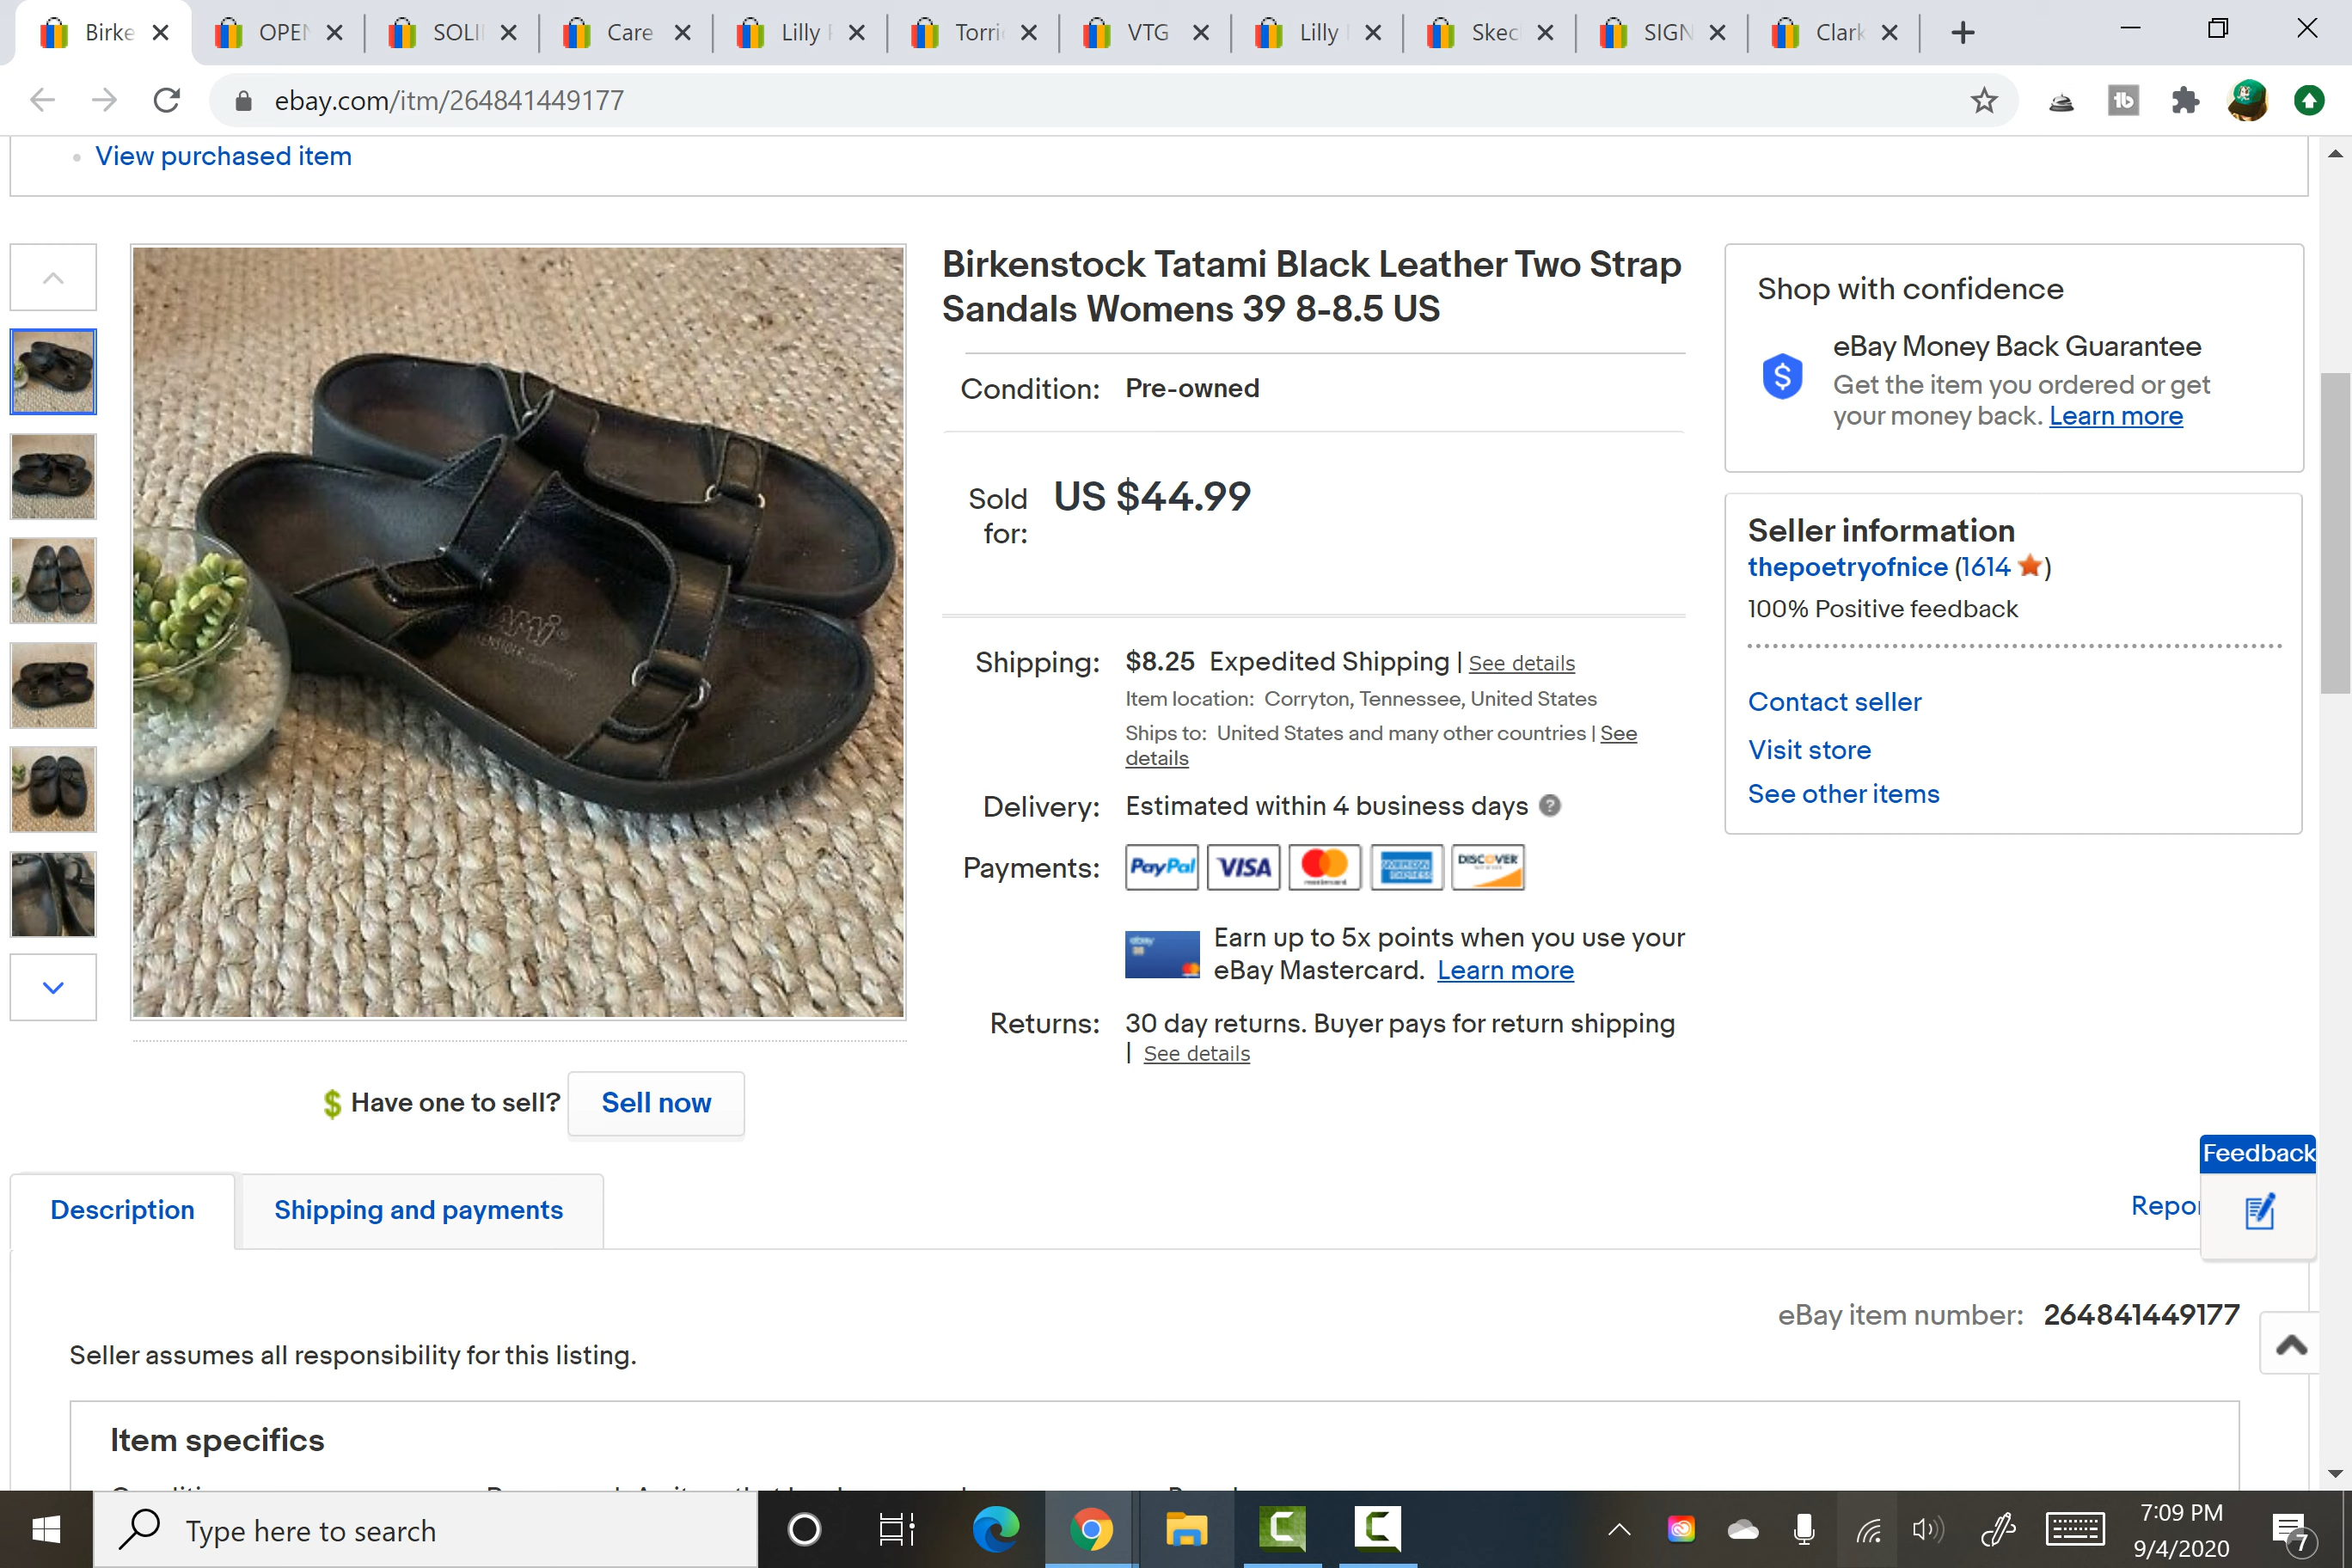 Birke
OPEN
SOLI
Care
Lilly
Torri
VTG
Lilly
Skec
SIGN
Clark
ebay.com/itm/264841449177
View purchased item
Birkenstock Tatami Black Leather Two Strap
Sandals Womens 39 8-8.5 US
Condition: Pre-owned
Sold for: US $44.99
Shipping: $8.25 Expedited Shipping | See details
Item location: Corryton, Tennessee, United States
Ships to: United States and many other countries | See
details
Delivery: Estimated within 4 business days
Payments: PayPal VISA mastercard AMERICAN EXPRESS DISCOVER
ebay
Earn up to 5x points when you use your
eBay Mastercard. Learn more
Returns: 30 day returns. Buyer pays for return shipping
| See details
Shop with confidence
eBay Money Back Guarantee
Get the item you ordered or get
your money back. Learn more
Seller information
thepoetryofnice (1614)
100% Positive feedback
Contact seller
Visit store
See other items
$ Have one to sell? Sell now
Feedback
Description
Shipping and payments
Repor
eBay item number: 264841449177
Seller assumes all responsibility for this listing.
Item specifics
Type here to search
7:09 PM
9/4/2020
7